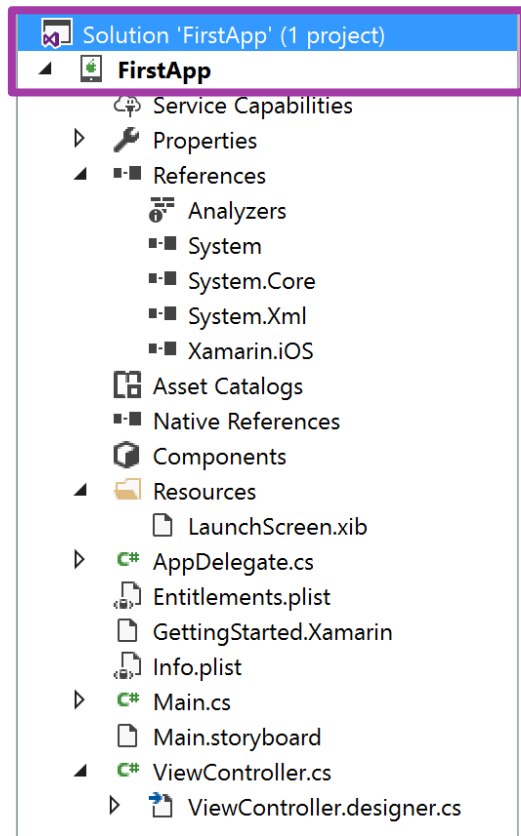 Solution 'FirstApp' (1 project)
FirstApp
Service Capabilities
Properties
References
Analyzers
System
System.Core
System.Xml
Xamarin.iOS
Asset Catalogs
Native References
Components
Resources
LaunchScreen.xib
C# AppDelegate.cs
Entitlements.plist
GettingStarted.Xamarin
Info.plist
C# Main.cs
Main.storyboard
C# ViewController.cs
ViewController.designer.cs